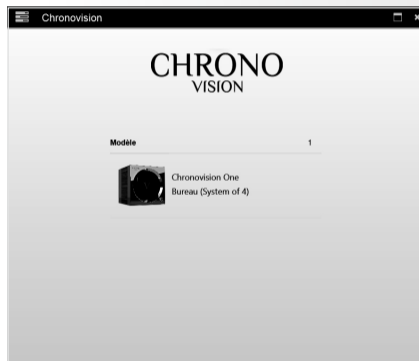 Chronovision
CHRONO
VISION
Modèle 1
Chronovision One
Bureau (System of 4)